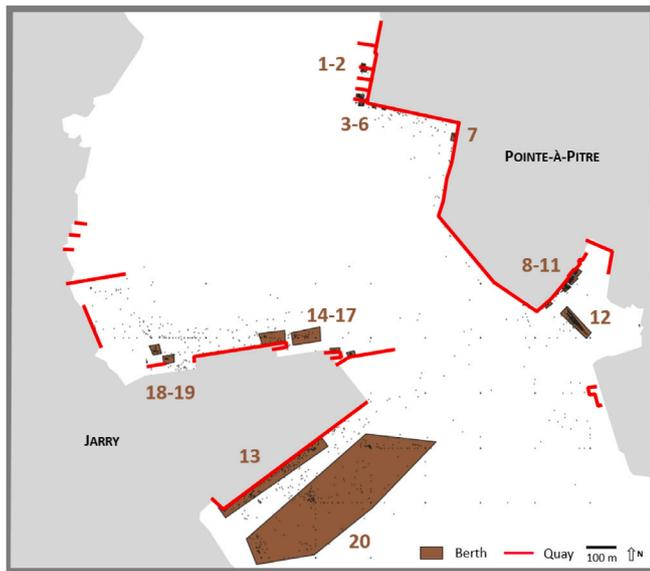 1-2
3-6
7
POINTE-À-PITRE
8-11
12
14-17
18-19
JARRY
13
20
Berth
Quay
100 m
N